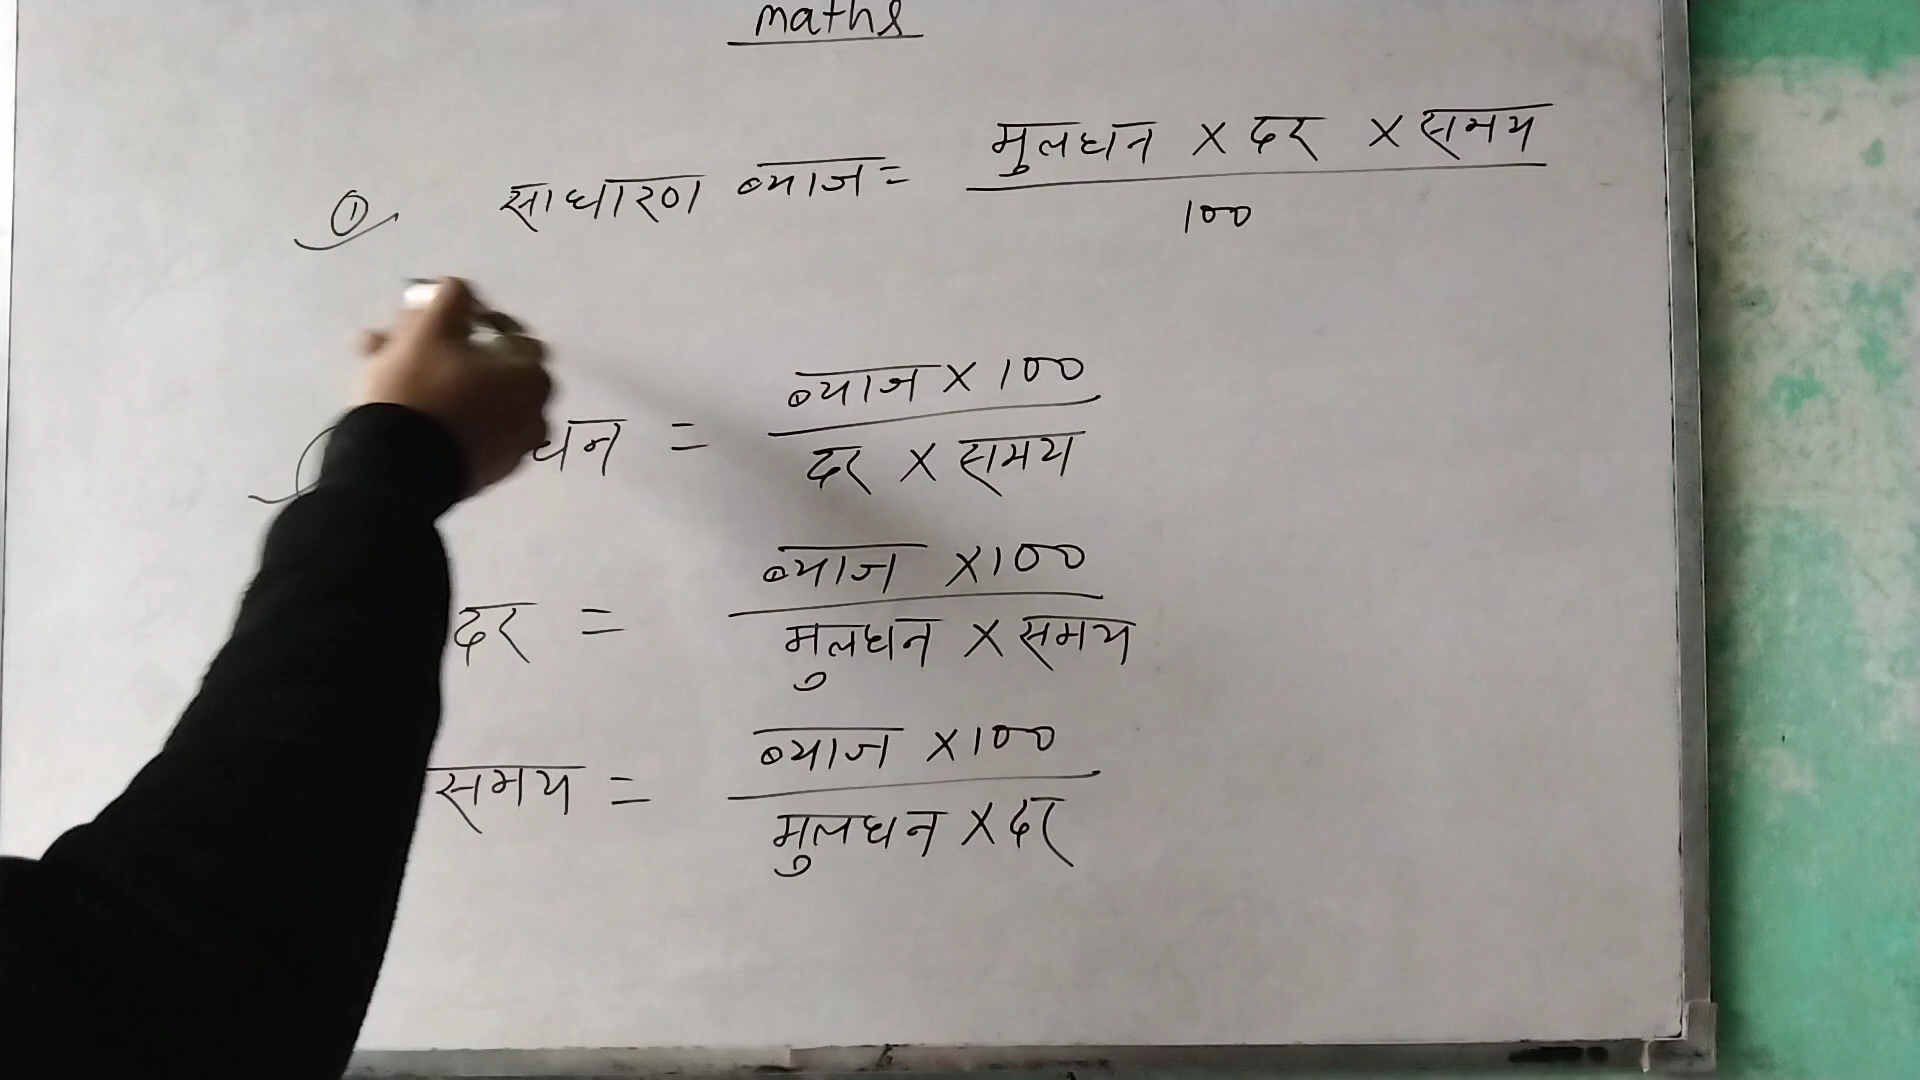 maths
① साधारण ब्याज = मुलधन × दर × समय
100
धन = ब्याज × 100
दर × समय
दर = ब्याज × 100
मुलधन × समय
समय = ब्याज × 100
मुलधन × दर